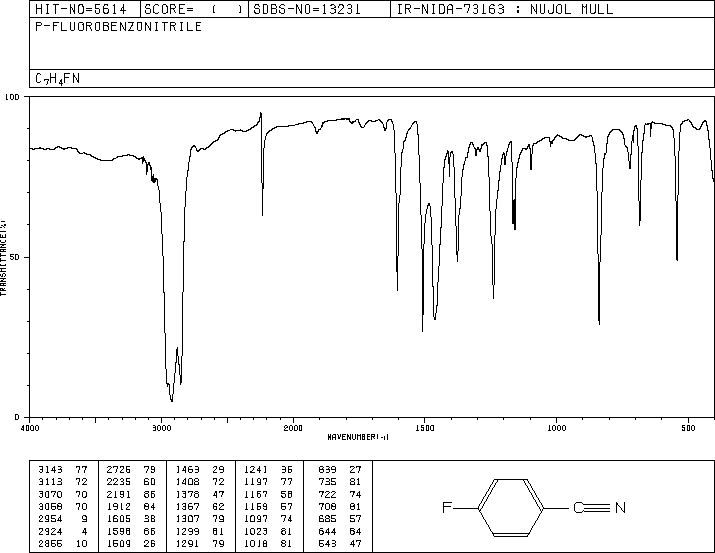 HIT-NO=5614 SCORE= ( ) SDBS-NO=13231 IR-NIDA-73163 : NUJOL MULL
P-FLUOROBENZONITRILE
C7H4FN
100
TRANSMITTANCE(%)
50
0
4000 3000 2000 1500 1000 500
WAVENUMBER(-1)
3143 77 2726 79 1463 29 1241 36 839 27
3113 72 2235 60 1408 72 1197 77 735 81
3070 70 2191 86 1378 47 1167 58 722 74
3058 70 1912 84 1367 62 1159 57 708 81
2954 9 1605 38 1307 79 1097 74 685 57
2924 4 1598 66 1299 81 1023 81 644 84
2855 10 1509 26 1291 79 1018 81 543 47
F C N